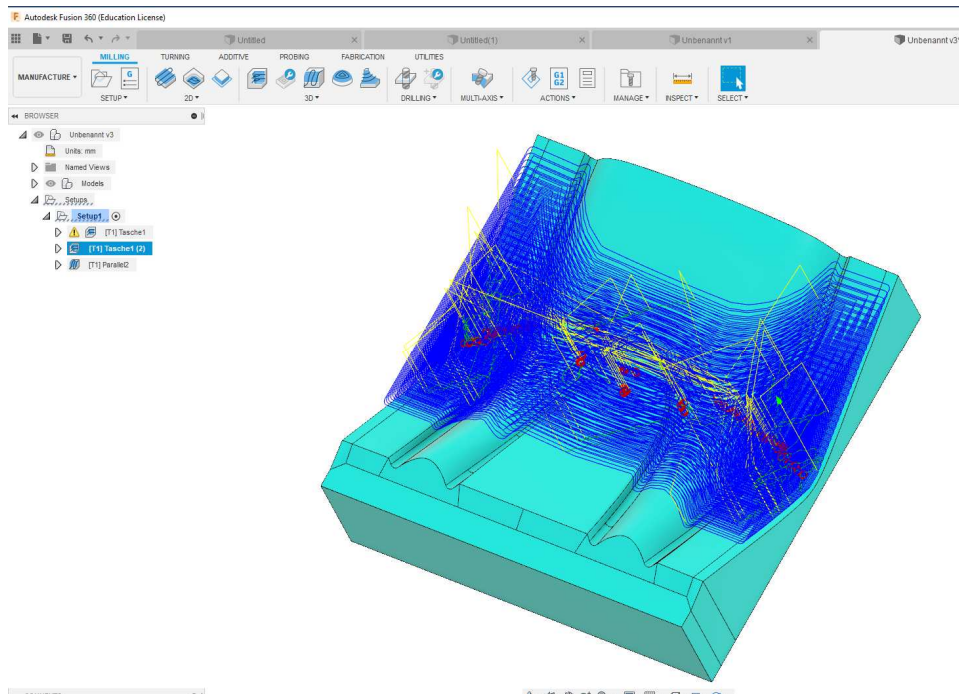 Autodesk Fusion 360 (Education License)
Untitled
Untitled(1)
Unbenannt v1
Unbenannt v3*
MILLING TURNING ADDITIVE PROBING FABRICATION UTILITIES
MANUFACTURE
G
G1
G2
SETUP 2D 3D DRILLING MULTI-AXIS ACTIONS MANAGE INSPECT SELECT
BROWSER
Unbenannt v3
Units: mm
Named Views
Models
Setups
Setup1
[T1] Tasche1
[T1] Tasche1 (2)
[T1] Parallel2